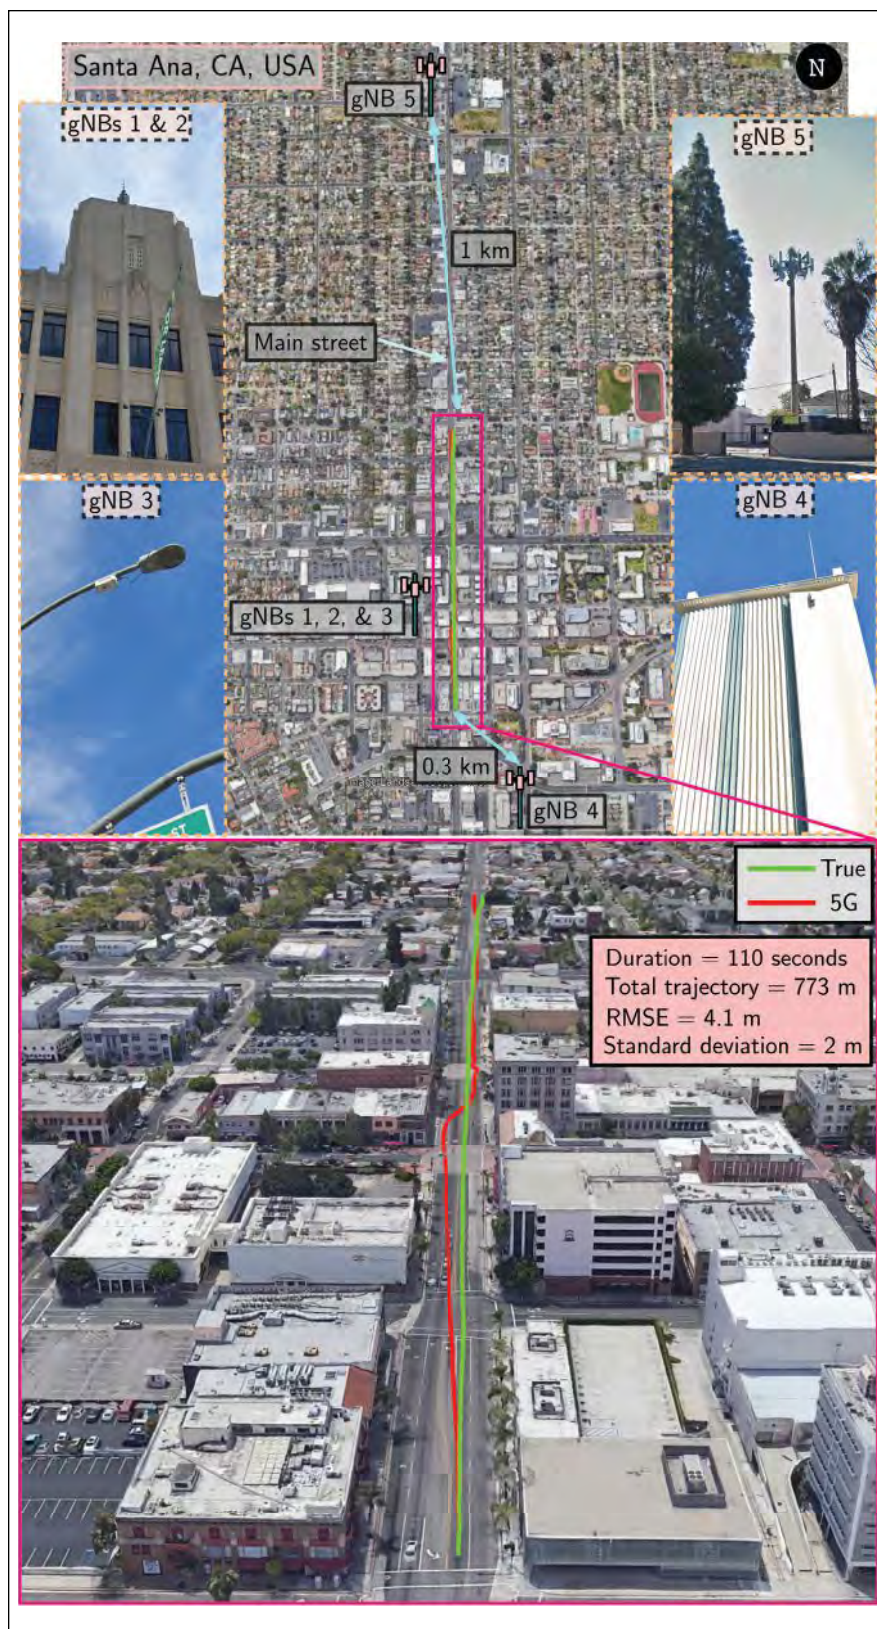 Santa Ana, CA, USA
N
gNB 5
gNBs 1 & 2
gNB 5
1 km
Main street
gNB 3
gNB 4
gNBs 1, 2, & 3
0.3 km
gNB 4
ST
True
5G
Duration = 110 seconds
Total trajectory = 773 m
RMSE = 4.1 m
Standard deviation = 2 m